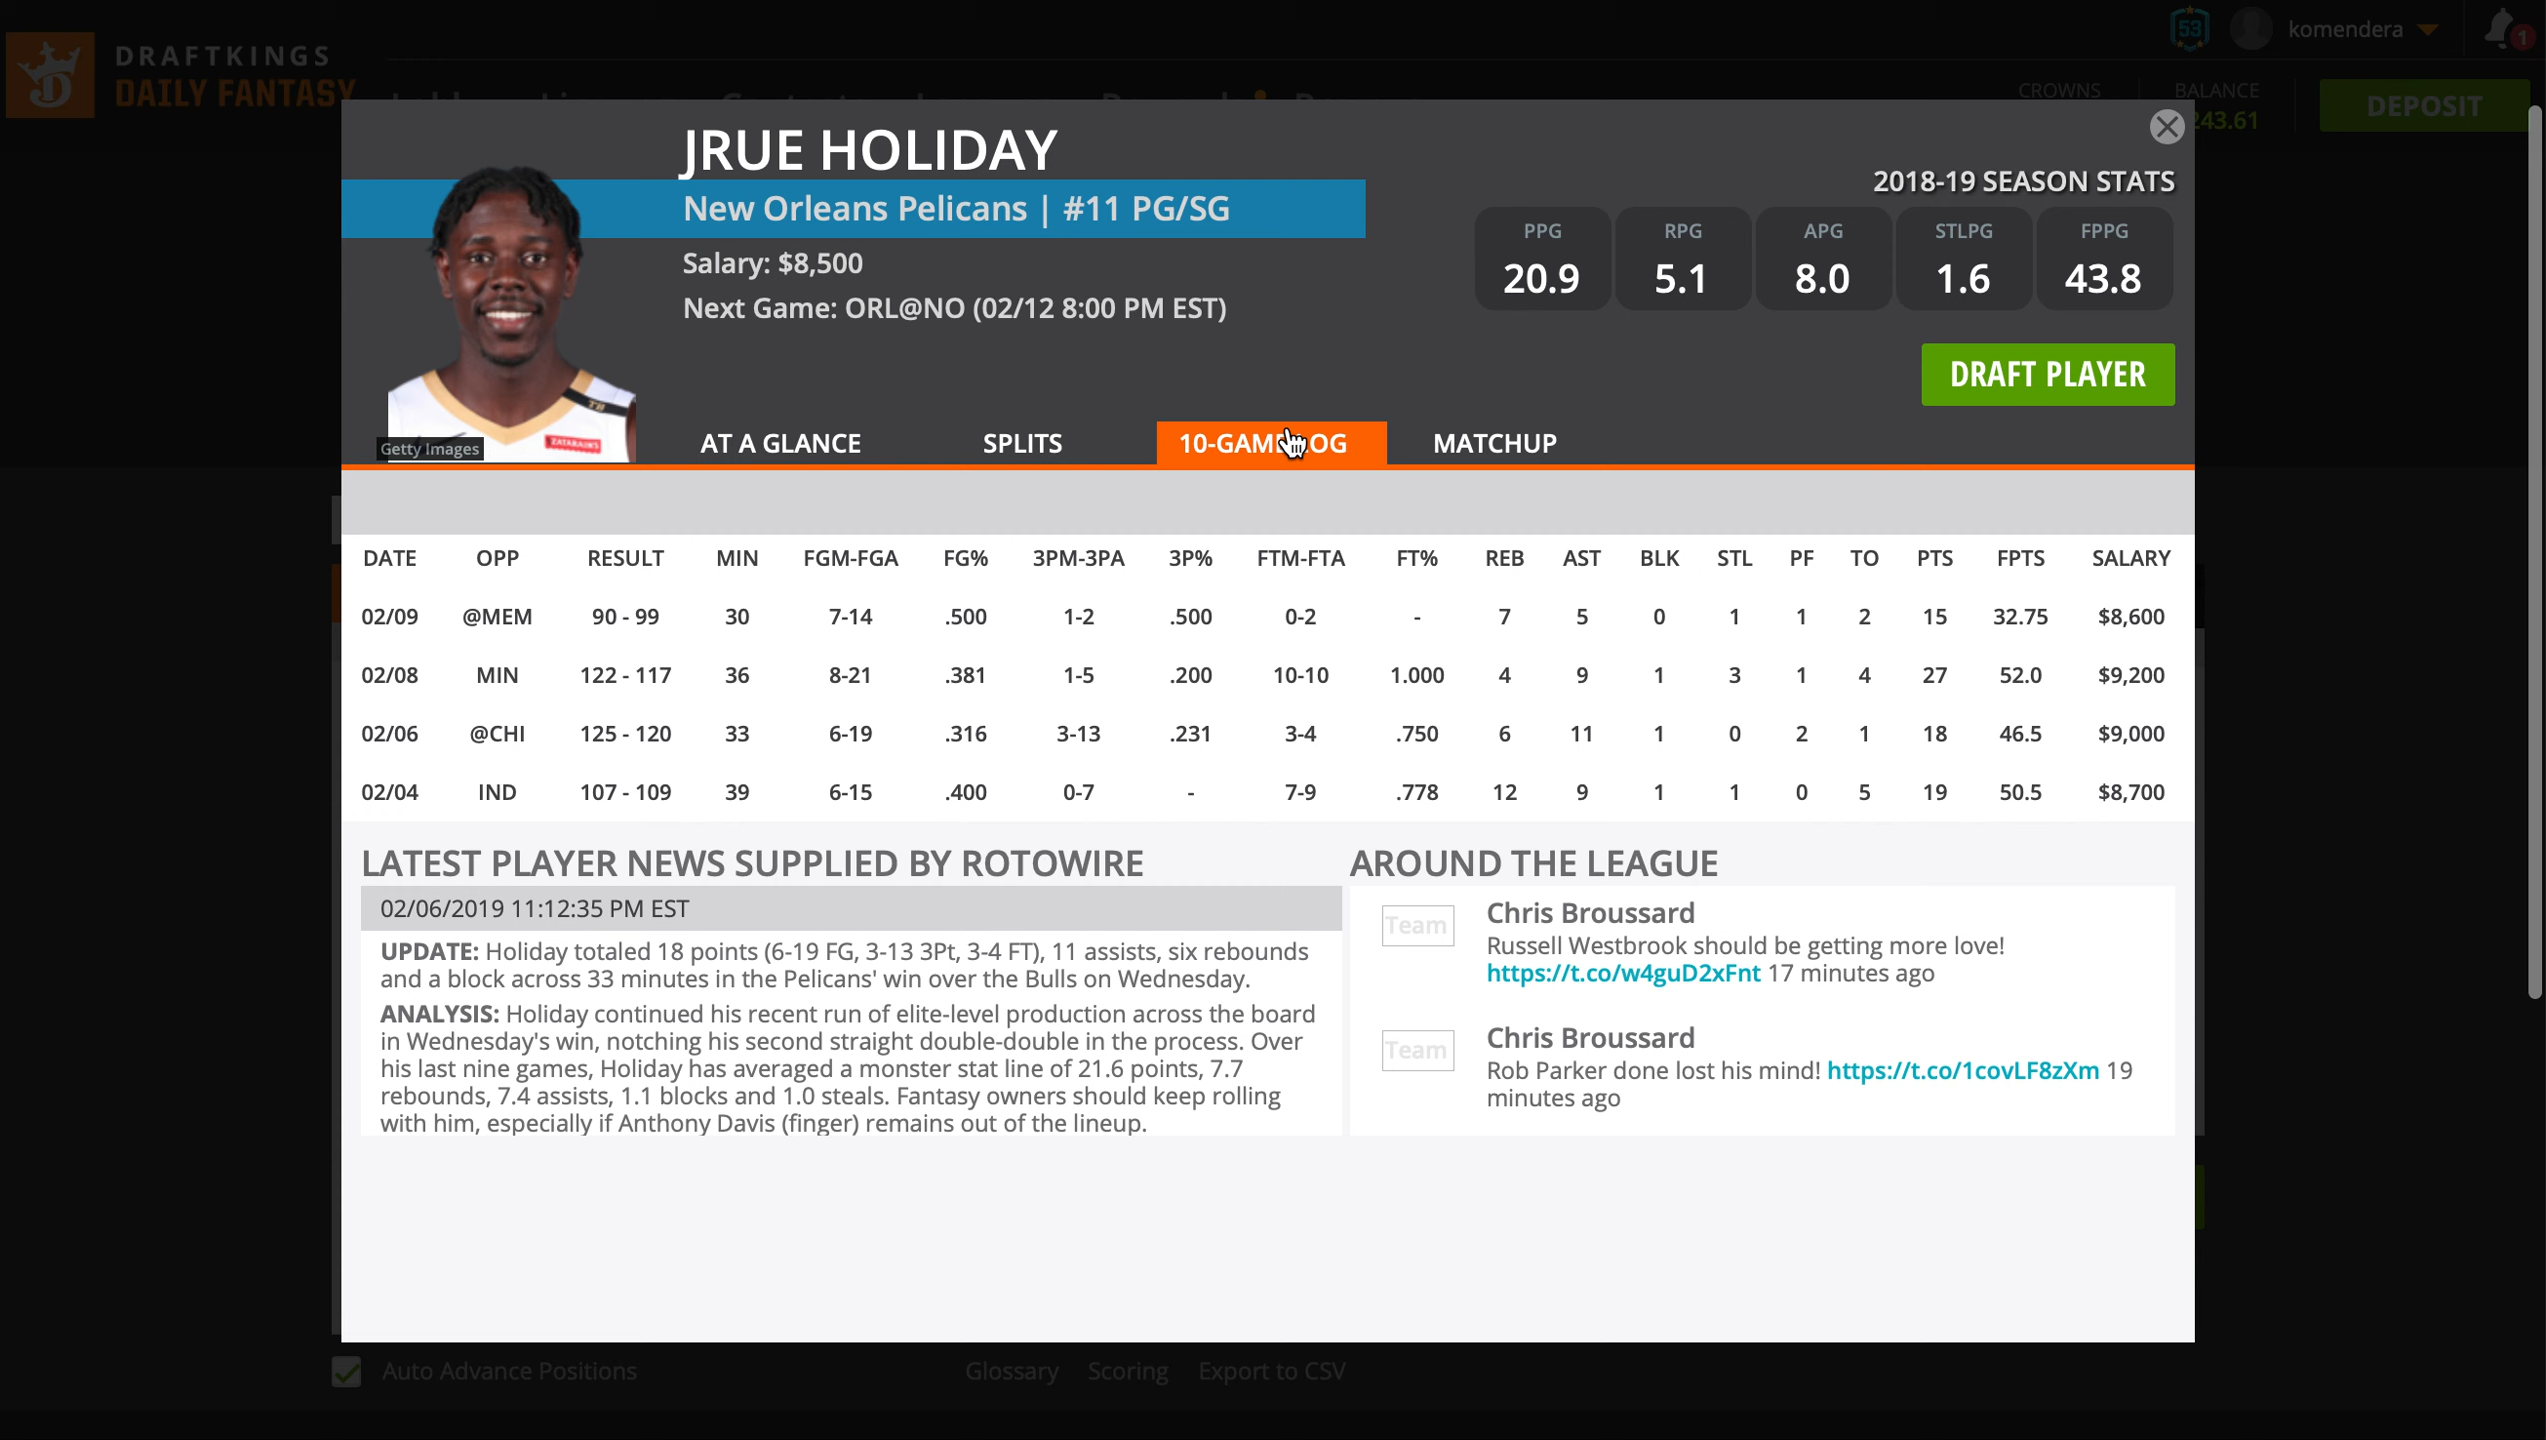 DRAFTKINGS
DAILY FANTASY
53
komendera
1
CROWNS
BALANCE
243.61
DEPOSIT
JRUE HOLIDAY
New Orleans Pelicans | #11 PG/SG
Salary: $8,500
Next Game: ORL@NO (02/12 8:00 PM EST)
2018-19 SEASON STATS
PPG RPG APG STLPG FPPG
20.9 5.1 8.0 1.6 43.8
DRAFT PLAYER
ZATARAIN'S
Getty Images
AT A GLANCE SPLITS 10-GAME LOG MATCHUP
DATE OPP RESULT MIN FGM-FGA FG% 3PM-3PA 3P% FTM-FTA FT% REB AST BLK STL PF TO PTS FPTS SALARY
02/09 @MEM 90 - 99 30 7-14 .500 1-2 .500 0-2 - 7 5 0 1 1 2 15 32.75 $8,600
02/08 MIN 122 - 117 36 8-21 .381 1-5 .200 10-10 1.000 4 9 1 3 1 4 27 52.0 $9,200
02/06 @CHI 125 - 120 33 6-19 .316 3-13 .231 3-4 .750 6 11 1 0 2 1 18 46.5 $9,000
02/04 IND 107 - 109 39 6-15 .400 0-7 - 7-9 .778 12 9 1 1 0 5 19 50.5 $8,700
LATEST PLAYER NEWS SUPPLIED BY ROTOWIRE
02/06/2019 11:12:35 PM EST
UPDATE: Holiday totaled 18 points (6-19 FG, 3-13 3Pt, 3-4 FT), 11 assists, six rebounds
and a block across 33 minutes in the Pelicans' win over the Bulls on Wednesday.
ANALYSIS: Holiday continued his recent run of elite-level production across the board
in Wednesday's win, notching his second straight double-double in the process. Over
his last nine games, Holiday has averaged a monster stat line of 21.6 points, 7.7
rebounds, 7.4 assists, 1.1 blocks and 1.0 steals. Fantasy owners should keep rolling
with him, especially if Anthony Davis (finger) remains out of the lineup.
AROUND THE LEAGUE
Team
Chris Broussard
Russell Westbrook should be getting more love!
https://t.co/w4guD2xFnt 17 minutes ago
Team
Chris Broussard
Rob Parker done lost his mind! https://t.co/1covLF8zXm 19
minutes ago
Auto Advance Positions
Glossary Scoring Export to CSV